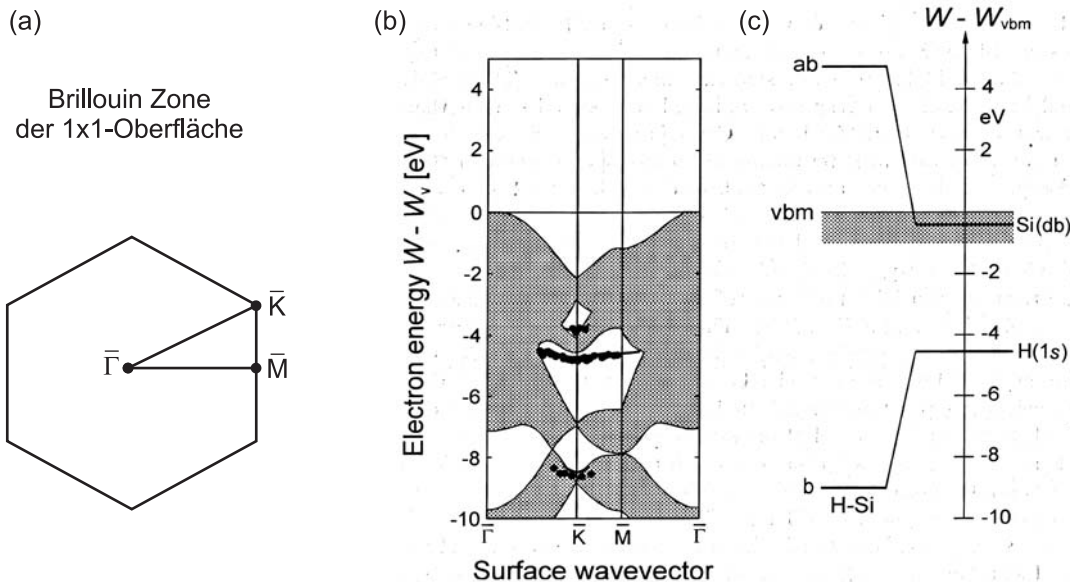 (a)
Brillouin Zone
der 1x1-Oberfläche
K̅
Γ̅
M̅
(b)
Electron energy W - Wv [eV]
4
2
0
-2
-4
-6
-8
-10
Γ̅
K̅
M̅
Γ̅
Surface wavevector
(c)
W - Wvbm
ab
4
eV
2
vbm
Si(db)
-2
-4
H(1s)
-6
-8
b
H-Si
-10